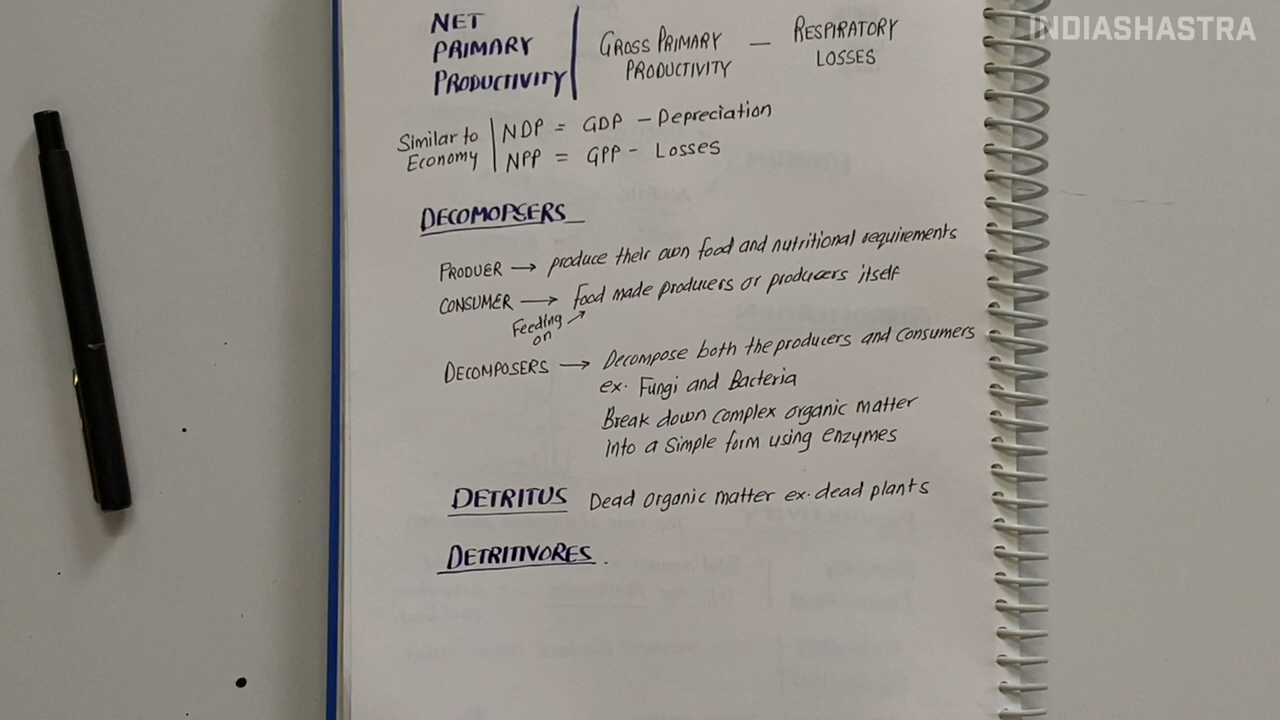 INDIASHASTRA
NET
PRIMARY
PRODUCTIVITY
GROSS PRIMARY
PRODUCTIVITY
—
RESPIRATORY
LOSSES
Similar to
Economy
NDP = GDP - Depreciation
NPP = GPP - Losses
DECOMOPSERS
PRODUER → produce their own food and nutritional requirements
CONSUMER → Food made producers or producers itself
Feeding
on
DECOMPOSERS → Decompose both the producers and Consumers
ex. Fungi and Bacteria
Break down complex organic matter
into a simple form using enzymes
DETRITUS Dead organic matter ex. dead plants
DETRITIVORES.